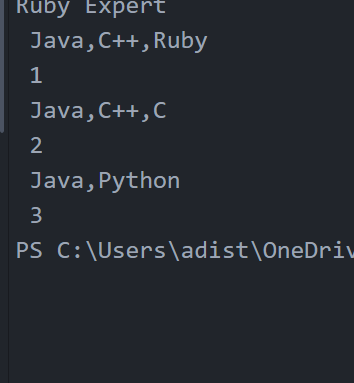 Ruby Expert
Java,C++,Ruby
1
Java,C++,C
2
Java,Python
3
PS C:\Users\adist\OneDriv